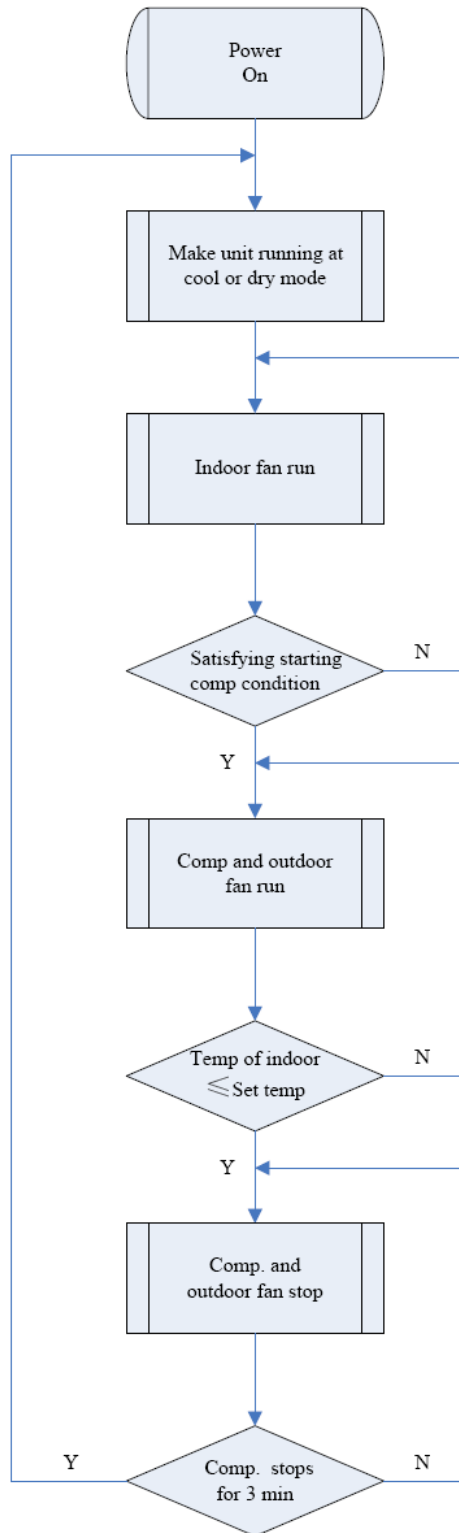 Power
On
Make unit running at
cool or dry mode
Indoor fan run
Satisfying starting
comp condition
N
Y
Comp and outdoor
fan run
Temp of indoor
≤Set temp
N
Y
Comp. and
outdoor fan stop
Y
Comp. stops
for 3 min
N